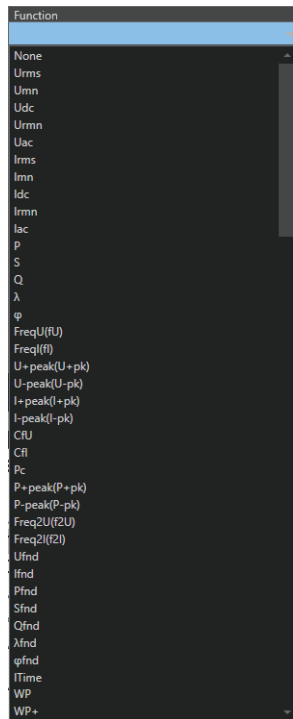 Function
None
Urms
Umn
Udc
Urmn
Uac
Irms
Imn
Idc
Irmn
Iac
P
S
Q
λ
φ
FreqU(fU)
FreqI(fI)
U+peak(U+pk)
U-peak(U-pk)
I+peak(I+pk)
I-peak(I-pk)
CfU
CfI
Pc
P+peak(P+pk)
P-peak(P-pk)
Freq2U(f2U)
Freq2I(f2I)
Ufnd
Ifnd
Pfnd
Sfnd
Qfnd
λfnd
φfnd
ITime
WP
WP+